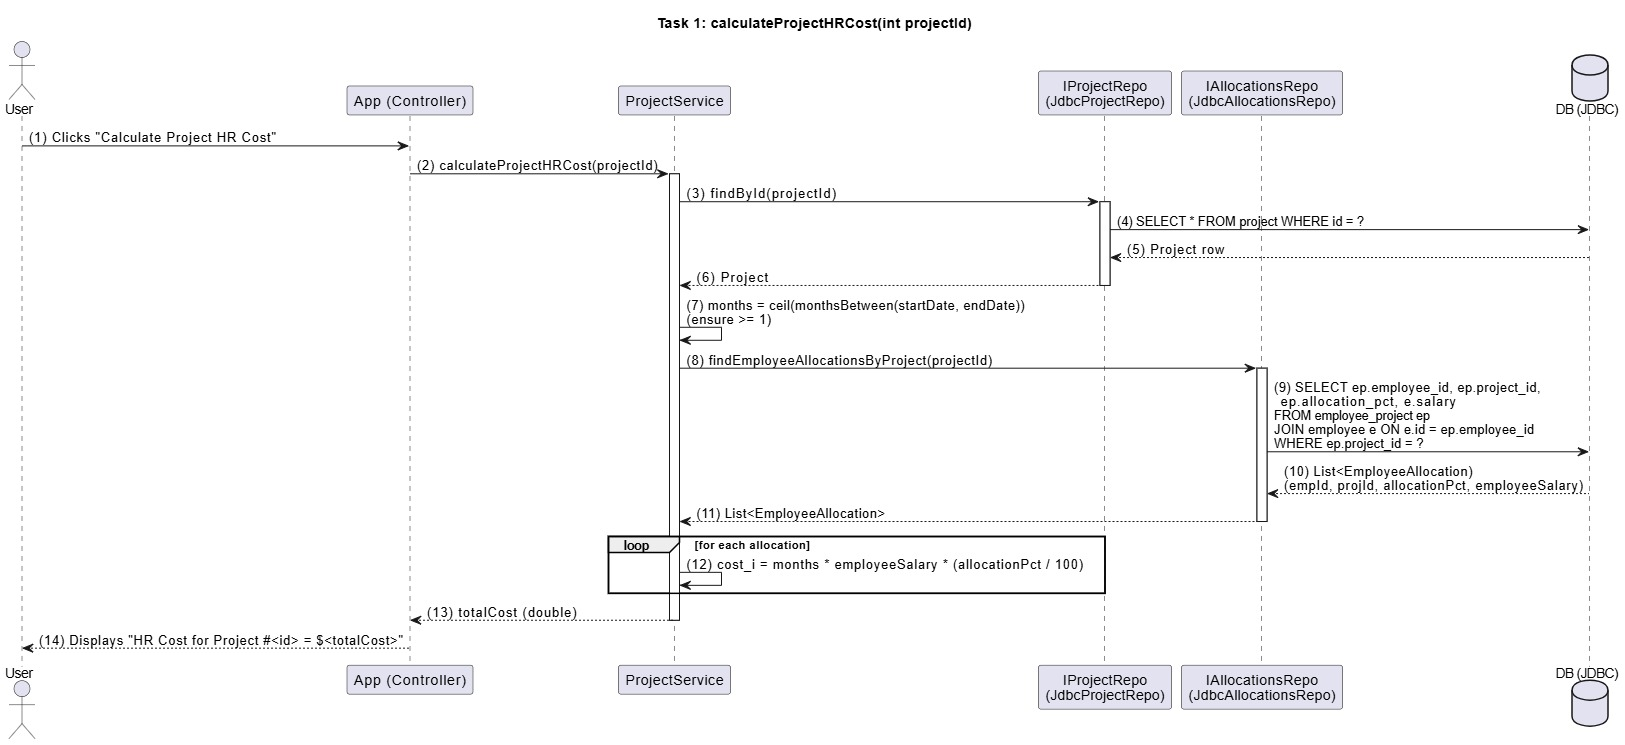 Task 1: calculateProjectHRCost(int projectId)
User
App (Controller)
ProjectService
IProjectRepo
(JdbcProjectRepo)
IAllocationsRepo
(JdbcAllocationsRepo)
DB (JDBC)
(1) Clicks "Calculate Project HR Cost"
(2) calculateProjectHRCost(projectId)
(3) findById(projectId)
(4) SELECT * FROM project WHERE id = ?
(5) Project row
(6) Project
(7) months = ceil(monthsBetween(startDate, endDate))
(ensure >= 1)
(8) findEmployeeAllocationsByProject(projectId)
(9) SELECT ep.employee_id, ep.project_id,
ep.allocation_pct, e.salary
FROM employee_project ep
JOIN employee e ON e.id = ep.employee_id
WHERE ep.project_id = ?
(10) List<EmployeeAllocation)
(empId, projId, allocationPct, employeeSalary)
(11) List<EmployeeAllocation>
loop [for each allocation]
(12) cost_i = months * employeeSalary * (allocationPct / 100)
(13) totalCost (double)
(14) Displays "HR Cost for Project #<id> = $<totalCost>"
User
App (Controller)
ProjectService
IProjectRepo
(JdbcProjectRepo)
IAllocationsRepo
(JdbcAllocationsRepo)
DB (JDBC)